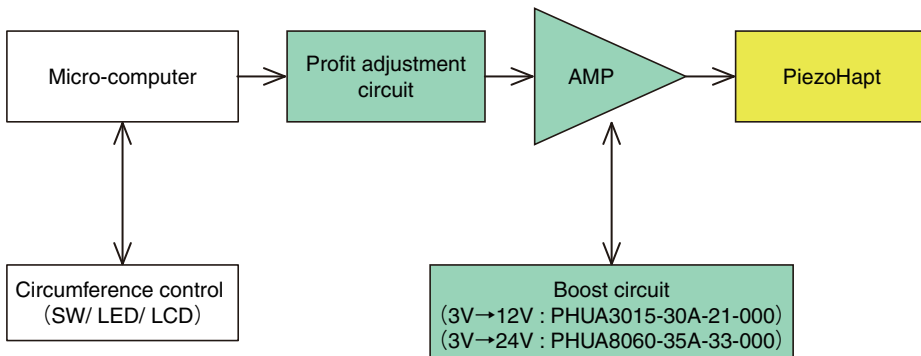 Micro-computer
Profit adjustment
circuit
AMP
PiezoHapt
Circumference control
(SW/ LED/ LCD)
Boost circuit
(3V→12V : PHUA3015-30A-21-000)
(3V→24V : PHUA8060-35A-33-000)